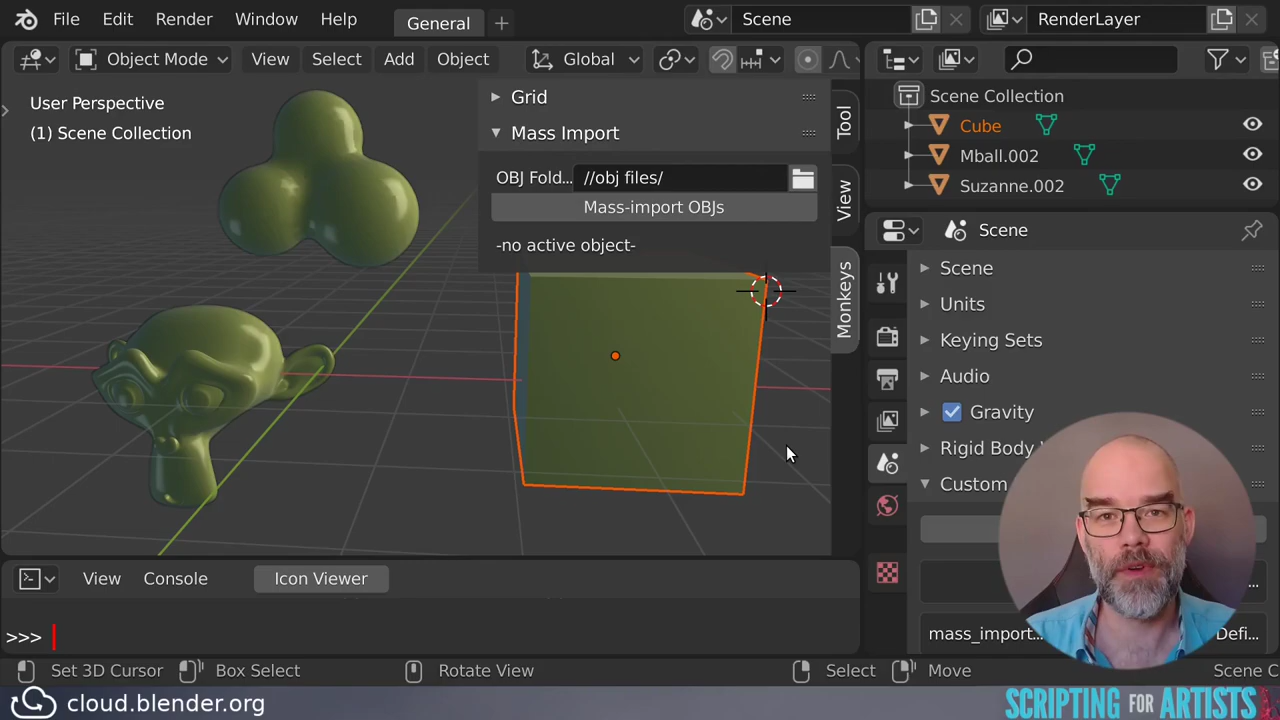 File Edit Render Window Help General + Scene RenderLayer
Object Mode View Select Add Object Global
User Perspective
(1) Scene Collection
Grid
Mass Import
OBJ Fold... //obj files/
Mass-import OBJs
-no active object-
Tool
View
Monkeys
Scene Collection
Cube
Mball.002
Suzanne.002
Scene
Scene
Units
Keying Sets
Audio
Gravity
Rigid Body
Custom
...
mass_import... Defi...
View Console Icon Viewer
>>>
Set 3D Cursor Box Select Rotate View Select Move Scene C
cloud.blender.org
SCRIPTING FOR ARTISTS